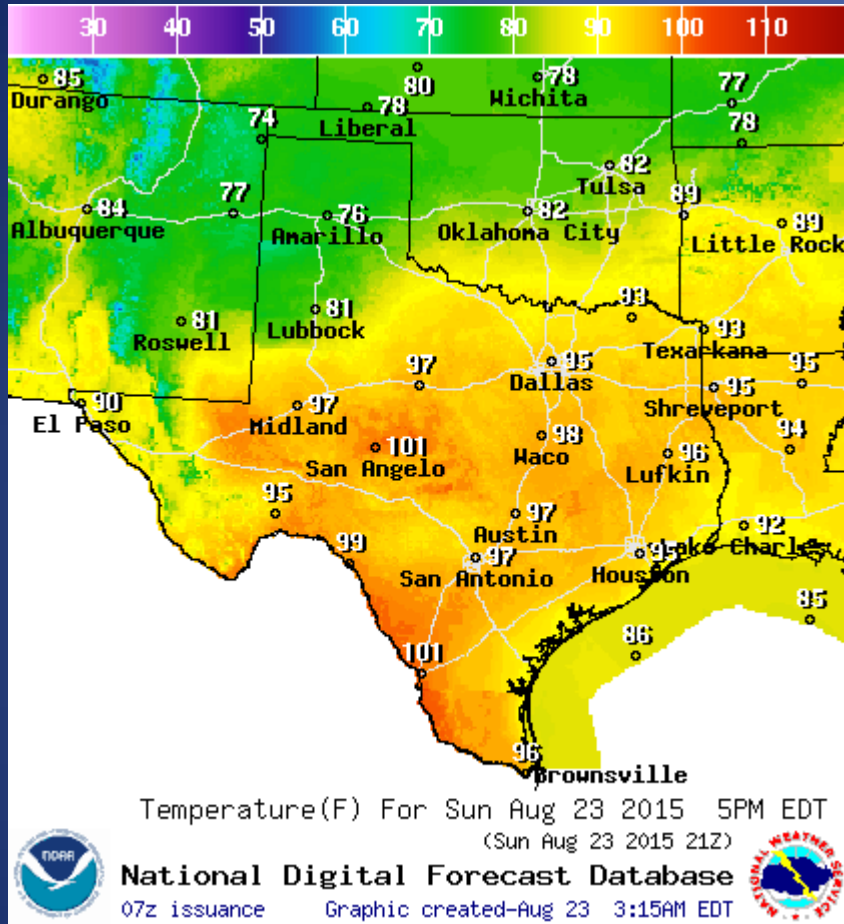 30 40 50 60 70 80 90 100 110
85
Durango
80
78
Wichita
78
Liberal
77
74
78
82
Tulsa
84
Albuquerque
77
76
Amarillo
82
Oklahoma City
89
89
Little Rock
81
Roswell
81
Lubbock
93
93
Texarkana
97
95
Dallas
95
Shreveport
95
90
El Paso
97
Midland
101
San Angelo
98
Waco
96
Lufkin
94
95
97
Austin
92
Lake Charles
99
97
San Antonio
95
Houston
85
86
101
96
Brownsville
Temperature(F) For Sun Aug 23 2015 5PM EDT
(Sun Aug 23 2015 21Z)
NOAA
National Digital Forecast Database
07z issuance Graphic created-Aug 23 3:15AM EDT
NATIONAL WEATHER SERVICE